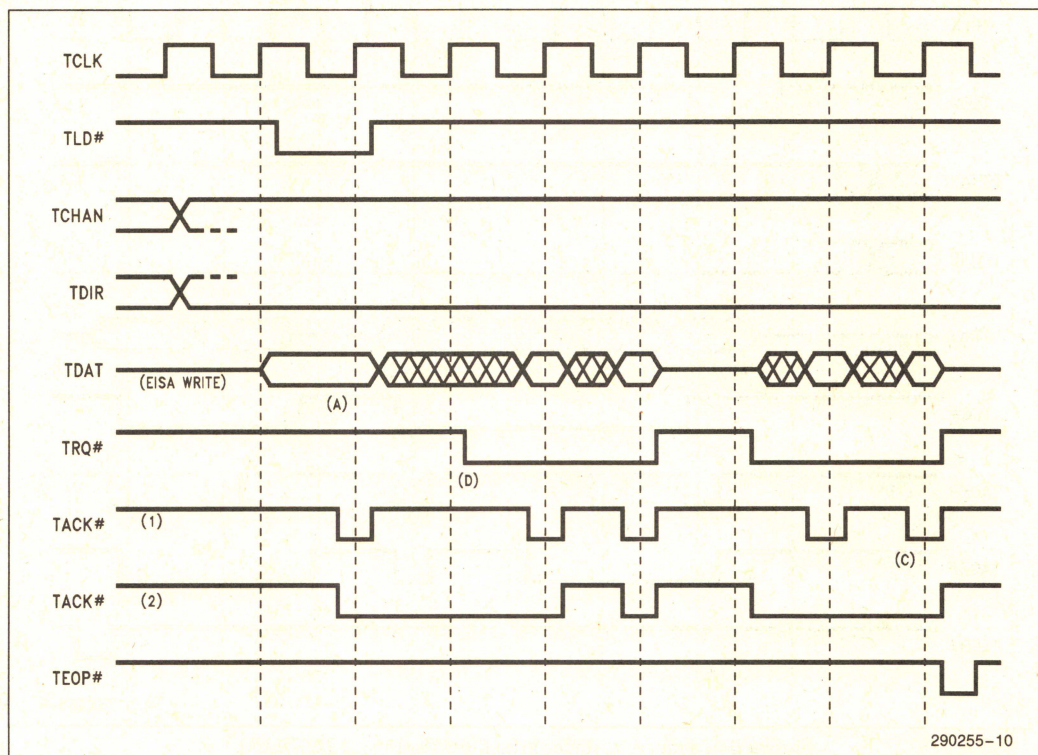 TCLK
TLD#
TCHAN
TDIR
TDAT
(EISA WRITE)
(A)
TRQ#
(D)
TACK#
(1)
(C)
TACK#
(2)
TEOP#
290255-10